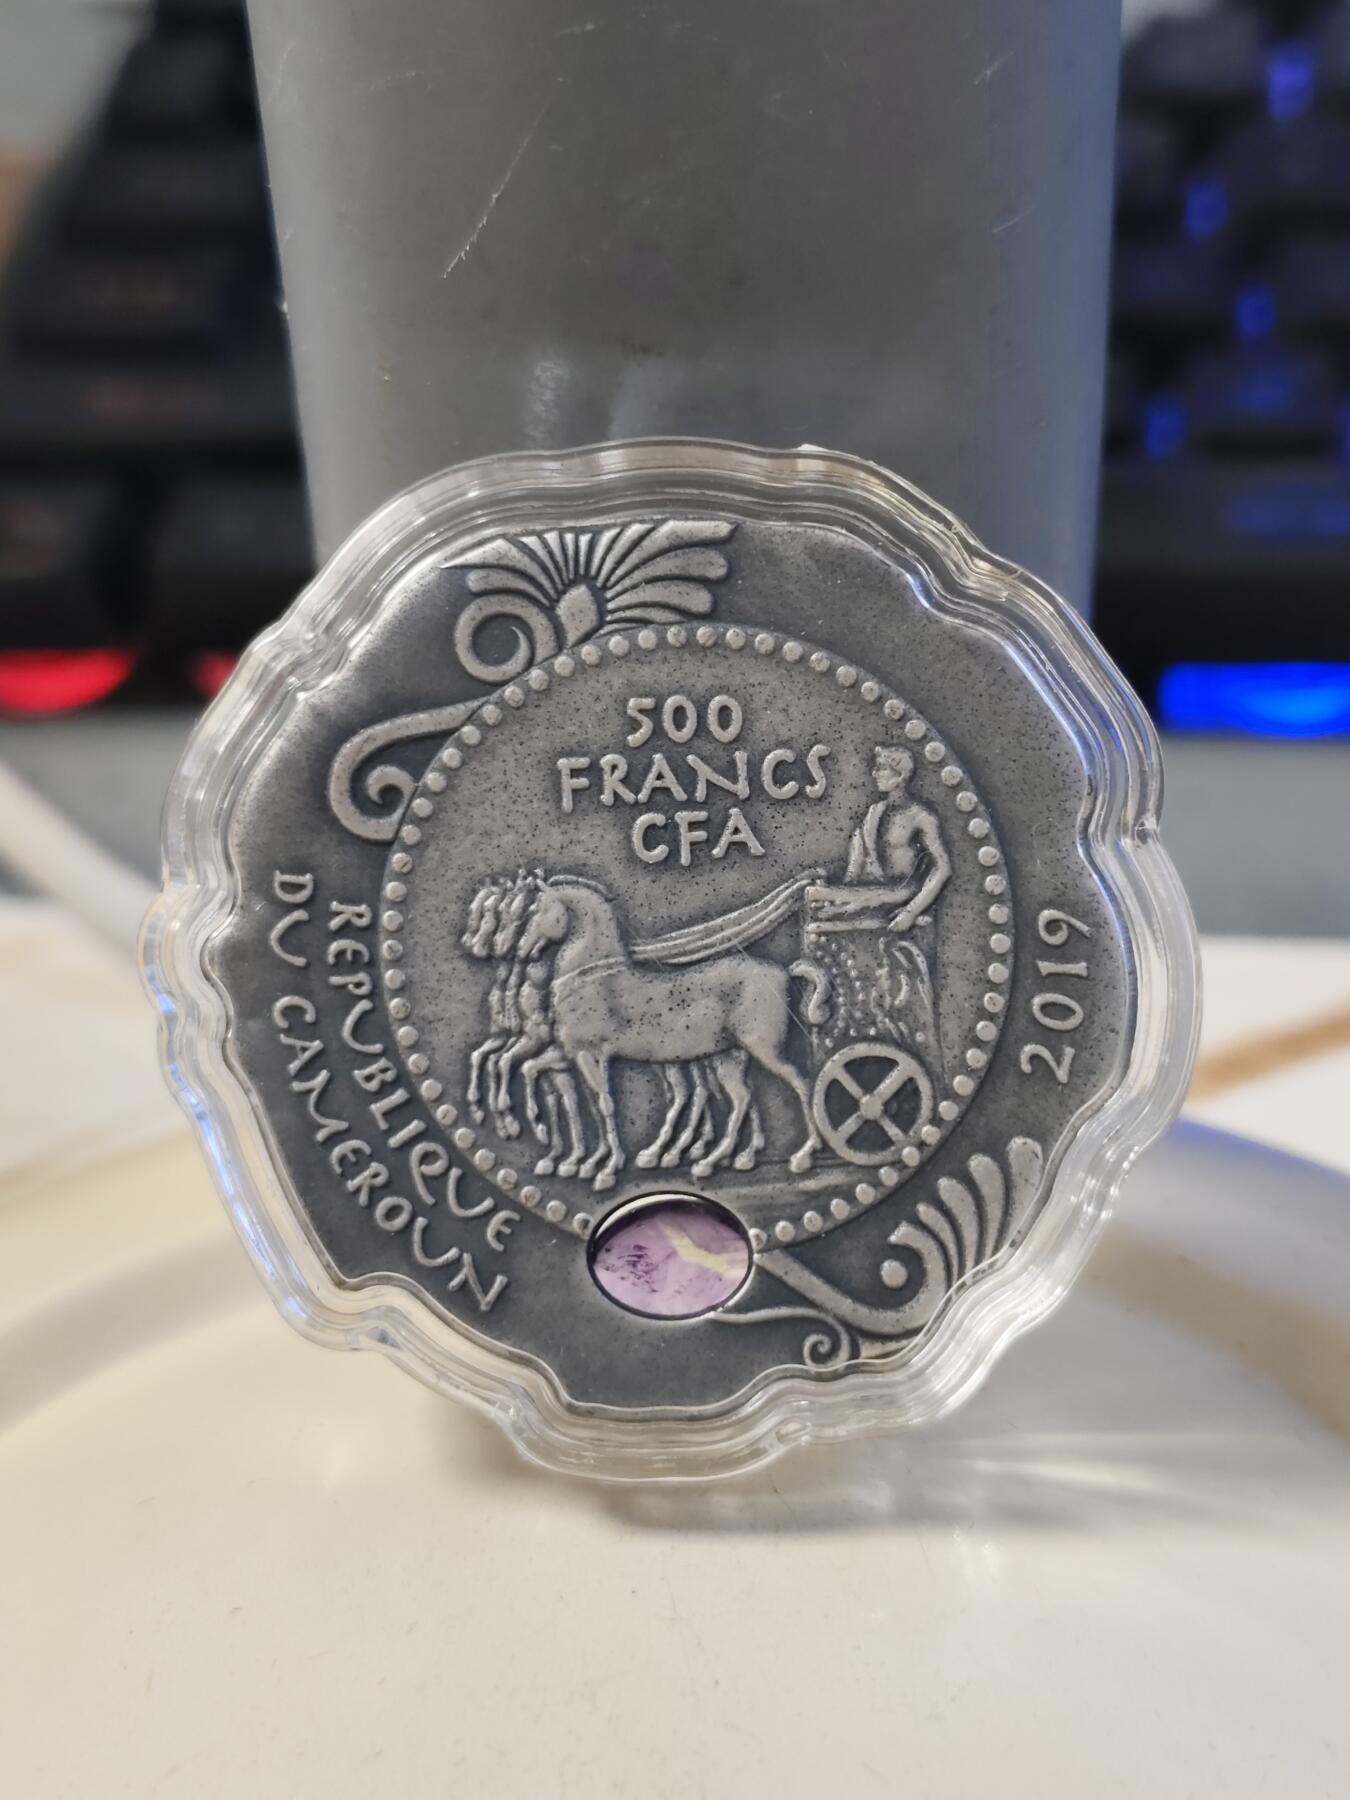 500
FRANCS
CFA
REPUBLIQUE
DU CAMEROUN
2019